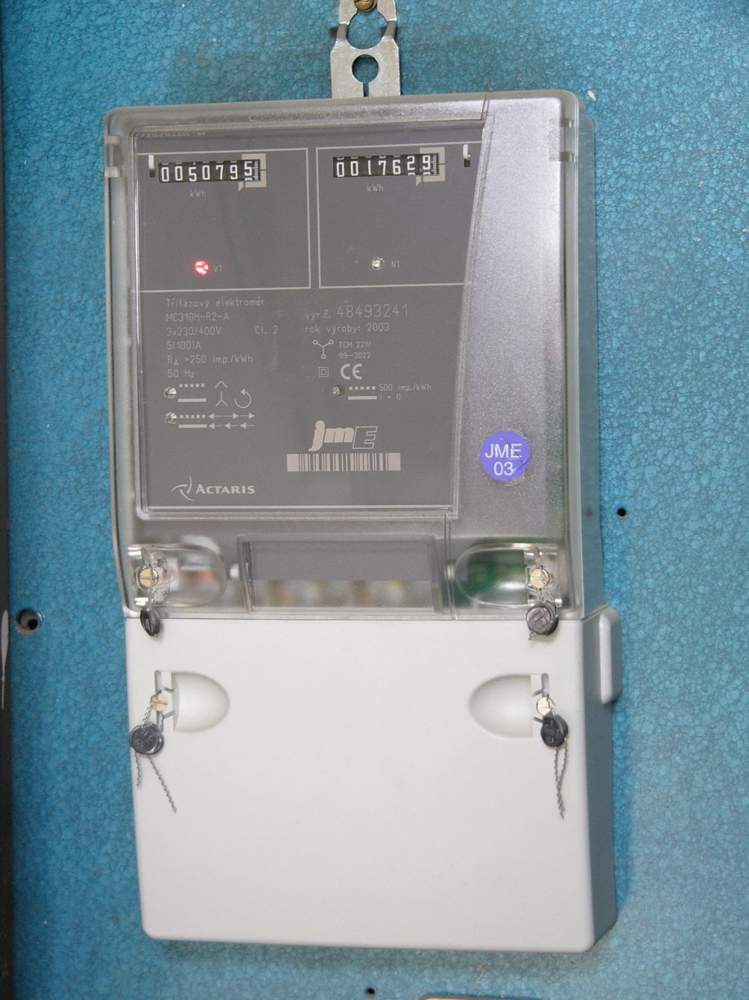 0050795
kWh
VT
0017629
kWh
NT
Třífázový elektroměr
MC310H-R2-A
3x230/400V Cl. 2
5(100)A
RA =250 imp./kWh
50 Hz
výr.č. 48493241
rok výroby: 2003
TCM 221/
99-3022
CE
500 imp./kWh
I = 0
jmE
ACTARIS
JME
03